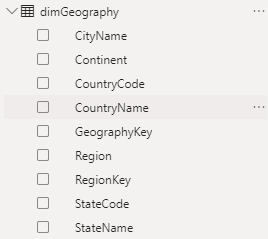 dimGeography
CityName
Continent
CountryCode
CountryName
GeographyKey
Region
RegionKey
StateCode
StateName